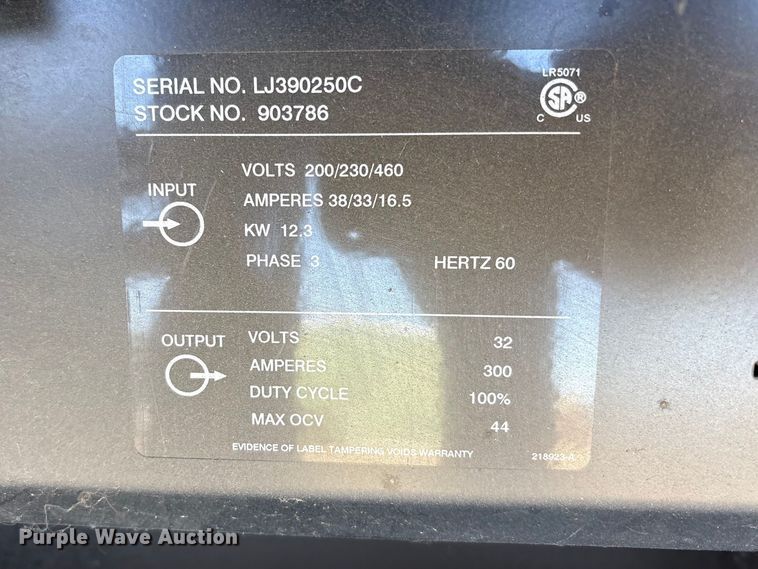 SERIAL NO. LJ390250C
STOCK NO. 903786
LR5071
SA ®
C US
INPUT
VOLTS 200/230/460
AMPERES 38/33/16.5
KW 12.3
PHASE 3 HERTZ 60
OUTPUT
VOLTS 32
AMPERES 300
DUTY CYCLE 100%
MAX OCV 44
EVIDENCE OF LABEL TAMPERING VOIDS WARRANTY 218923-A
Purple Wave Auction